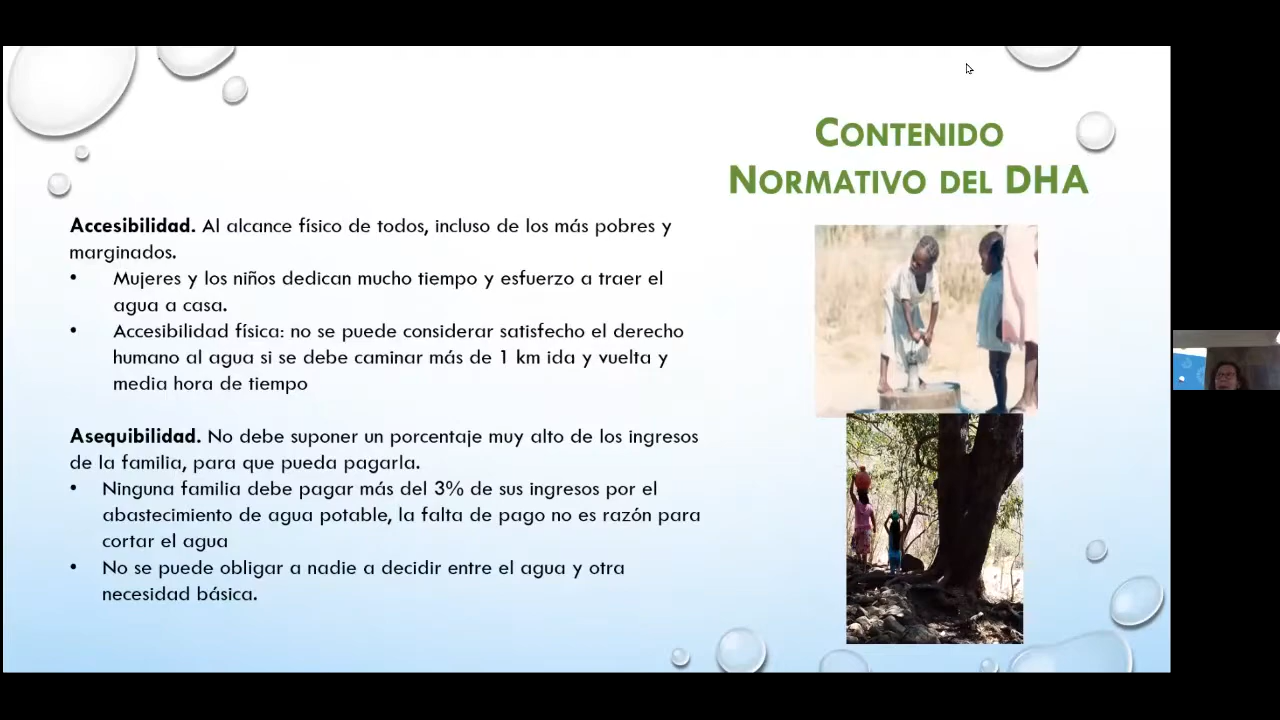 Contenido
Normativo del DHA
Accesibilidad. Al alcance físico de todos, incluso de los más pobres y
marginados.
• Mujeres y los niños dedican mucho tiempo y esfuerzo a traer el
agua a casa.
• Accesibilidad física: no se puede considerar satisfecho el derecho
humano al agua si se debe caminar más de 1 km ida y vuelta y
media hora de tiempo
Asequibilidad. No debe suponer un porcentaje muy alto de los ingresos
de la familia, para que pueda pagarla.
• Ninguna familia debe pagar más del 3% de sus ingresos por el
abastecimiento de agua potable, la falta de pago no es razón para
cortar el agua
• No se puede obligar a nadie a decidir entre el agua y otra
necesidad básica.